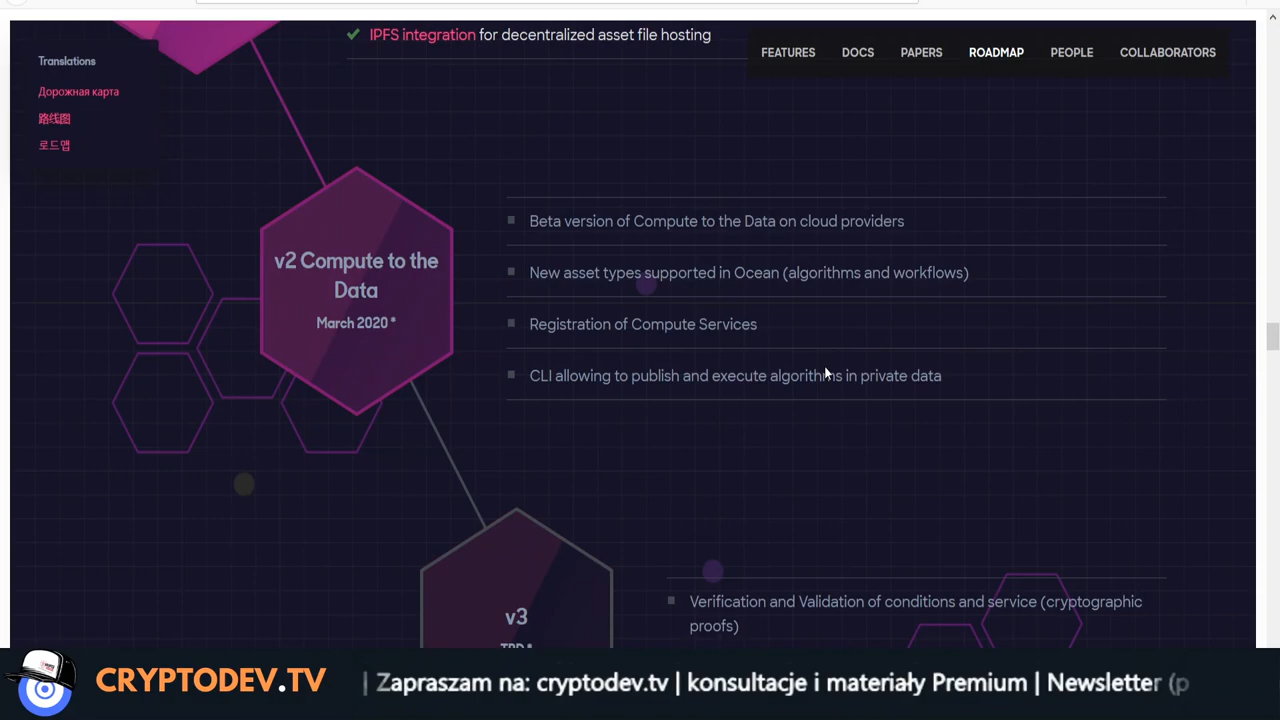 IPFS integration for decentralized asset file hosting
FEATURES DOCS PAPERS ROADMAP PEOPLE COLLABORATORS
Translations
Дорожная карта
路线图
로드맵
v2 Compute to the
Data
March 2020 *
Beta version of Compute to the Data on cloud providers
New asset types supported in Ocean (algorithms and workflows)
Registration of Compute Services
CLI allowing to publish and execute algorithms in private data
v3
TBD *
Verification and Validation of conditions and service (cryptographic
proofs)
CRYPTODEV.TV
| Zapraszam na: cryptodev.tv | konsultacje i materiały Premium | Newsletter (p